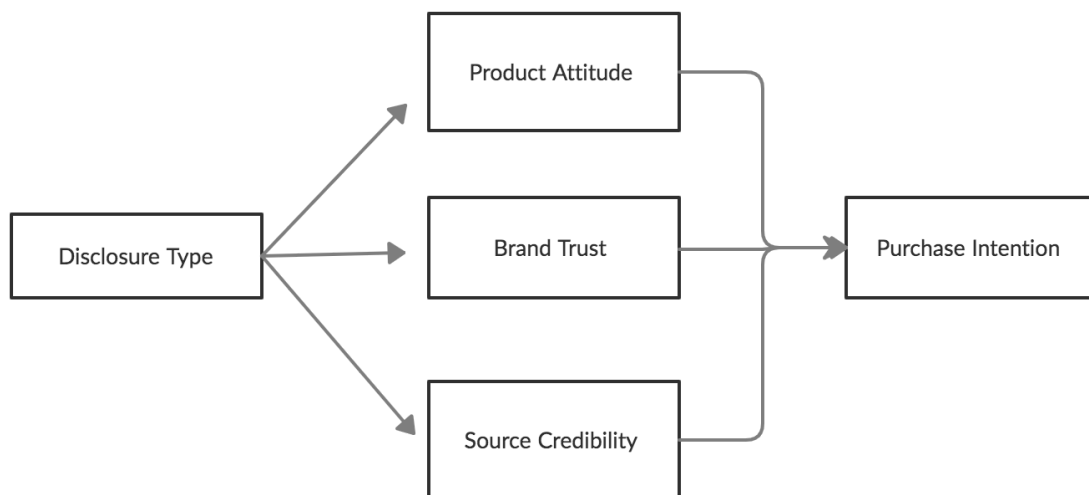 Product Attitude
Disclosure Type
Brand Trust
Purchase Intention
Source Credibility